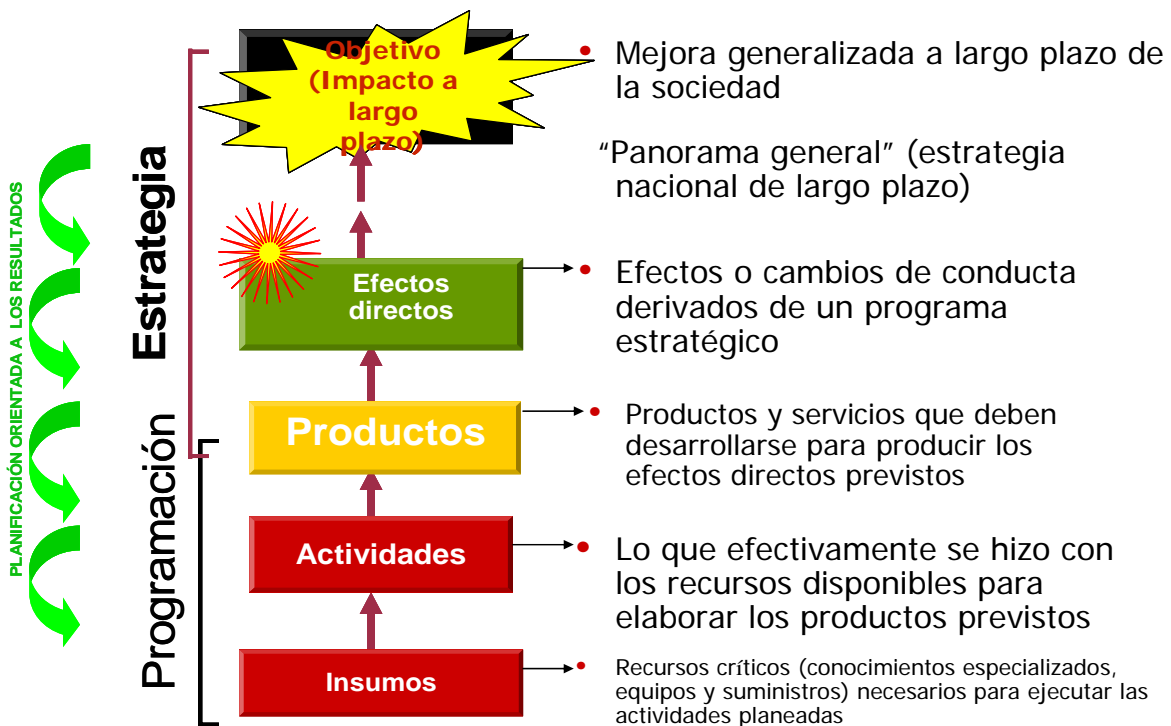 Objetivo
(Impacto a
largo
plazo)
• Mejora generalizada a largo plazo de
la sociedad
“Panorama general” (estrategia
nacional de largo plazo)
PLANIFICACIÓN ORIENTADA A LOS RESULTADOS
Estrategia
Efectos
directos
• Efectos o cambios de conducta
derivados de un programa
estratégico
Programación
Productos
• Productos y servicios que deben
desarrollarse para producir los
efectos directos previstos
Actividades
• Lo que efectivamente se hizo con
los recursos disponibles para
elaborar los productos previstos
Insumos
• Recursos críticos (conocimientos especializados,
equipos y suministros) necesarios para ejecutar las
actividades planeadas